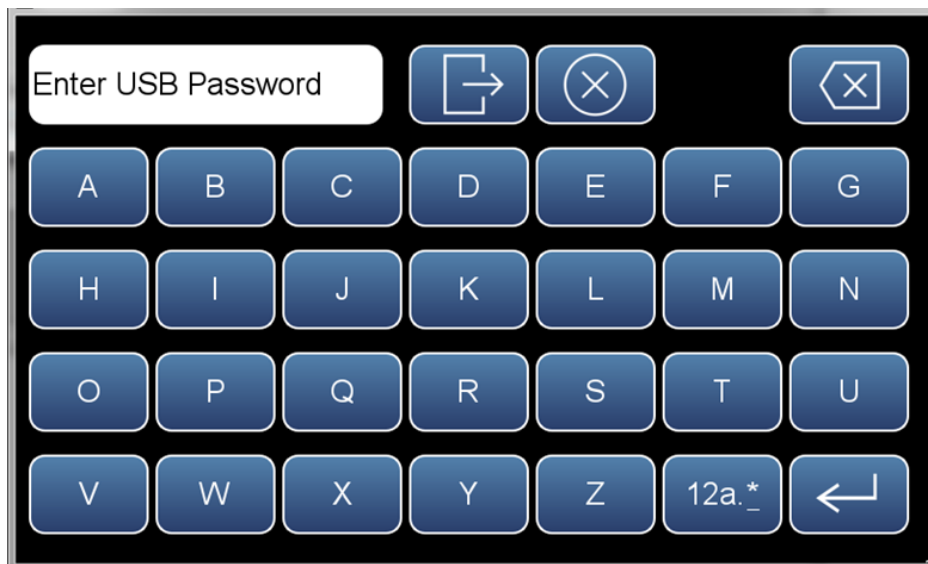 Enter USB Password
A B C D E F G
H I J K L M N
O P Q R S T U
V W X Y Z 12a.*_